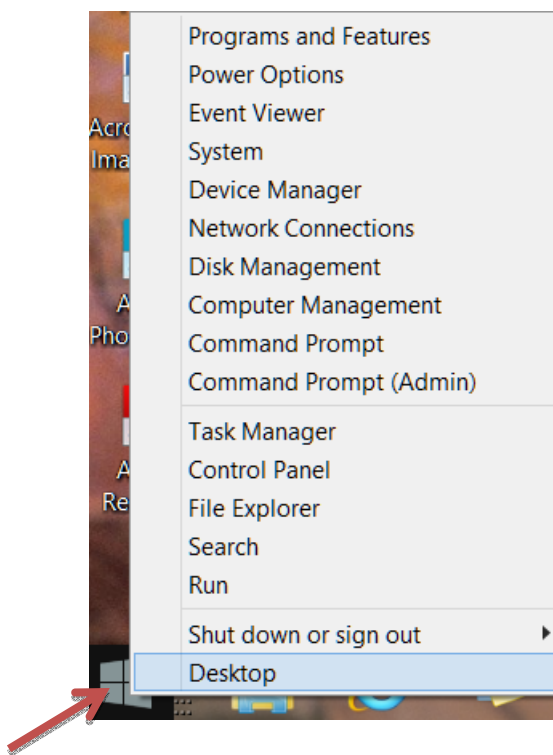 Programs and Features
Power Options
Event Viewer
System
Device Manager
Network Connections
Disk Management
Computer Management
Command Prompt
Command Prompt (Admin)
Task Manager
Control Panel
File Explorer
Search
Run
Shut down or sign out
Desktop